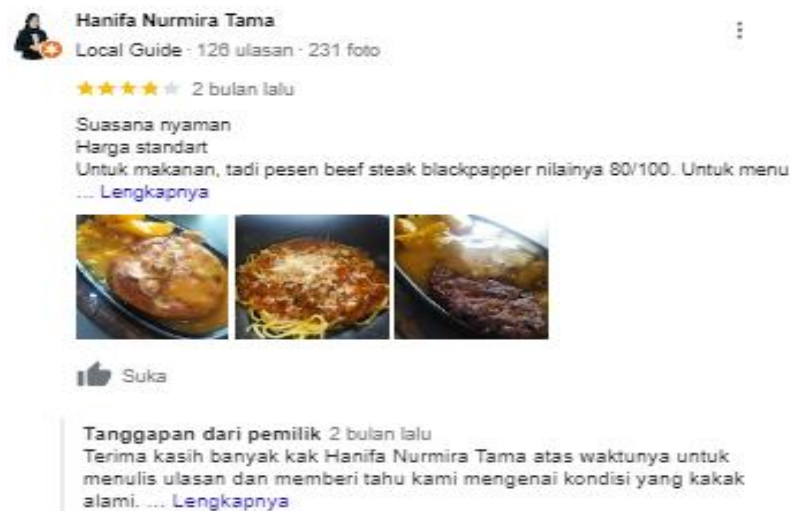 Hanifa Nurmira Tama
Local Guide · 126 ulasan · 231 foto
2 bulan lalu
Suasana nyaman
Harga standart
Untuk makanan, tadi pesen beef steak blackpapper nilainya 80/100. Untuk menu
... Lengkapnya
Suka
Tanggapan dari pemilik 2 bulan lalu
Terima kasih banyak kak Hanifa Nurmira Tama atas waktunya untuk
menulis ulasan dan memberi tahu kami mengenai kondisi yang kakak
alami. ... Lengkapnya